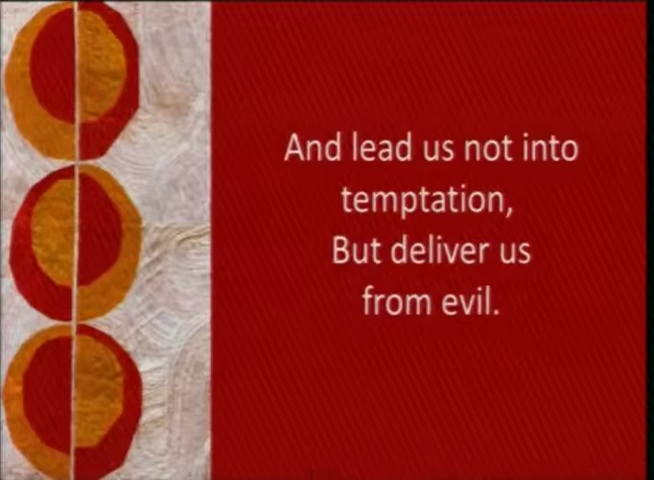 And lead us not into
temptation,
But deliver us
from evil.